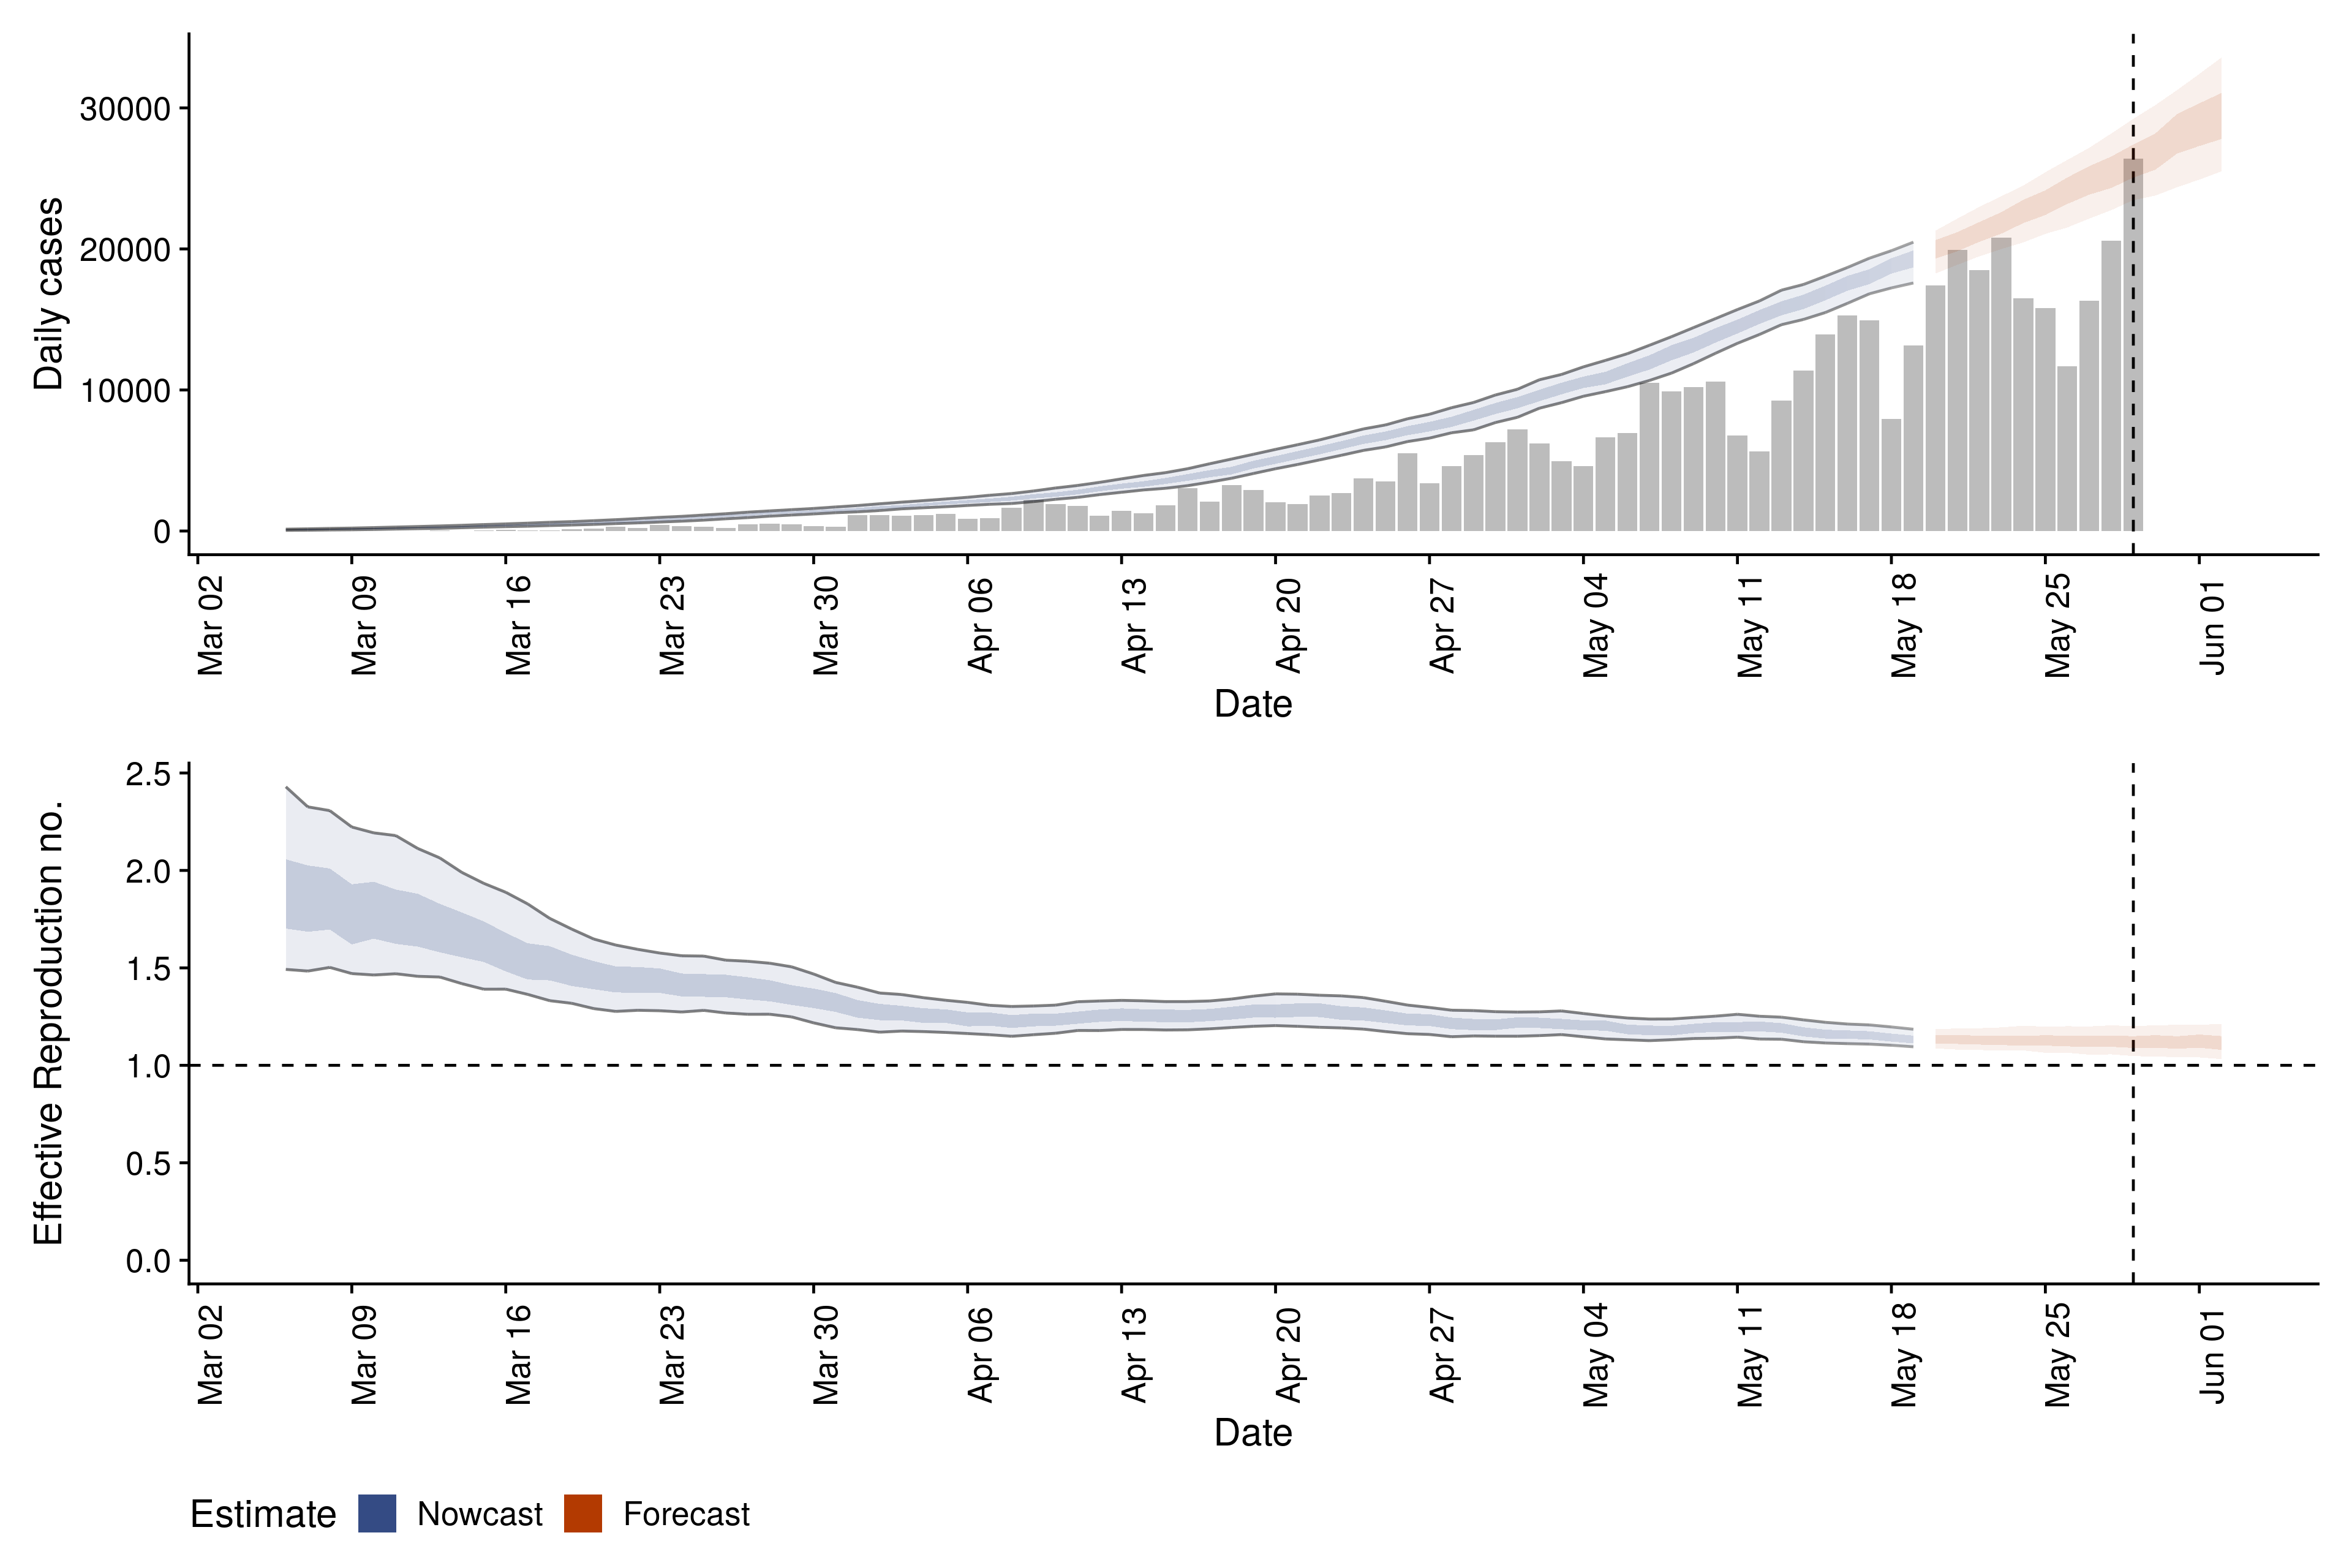 Daily cases
30000
20000
10000
0
Mar 02 Mar 09 Mar 16 Mar 23 Mar 30 Apr 06 Apr 13 Apr 20 Apr 27 May 04 May 11 May 18 May 25 Jun 01
Date
Effective Reproduction no.
2.5
2.0
1.5
1.0
0.5
0.0
Mar 02 Mar 09 Mar 16 Mar 23 Mar 30 Apr 06 Apr 13 Apr 20 Apr 27 May 04 May 11 May 18 May 25 Jun 01
Date
Estimate Nowcast Forecast